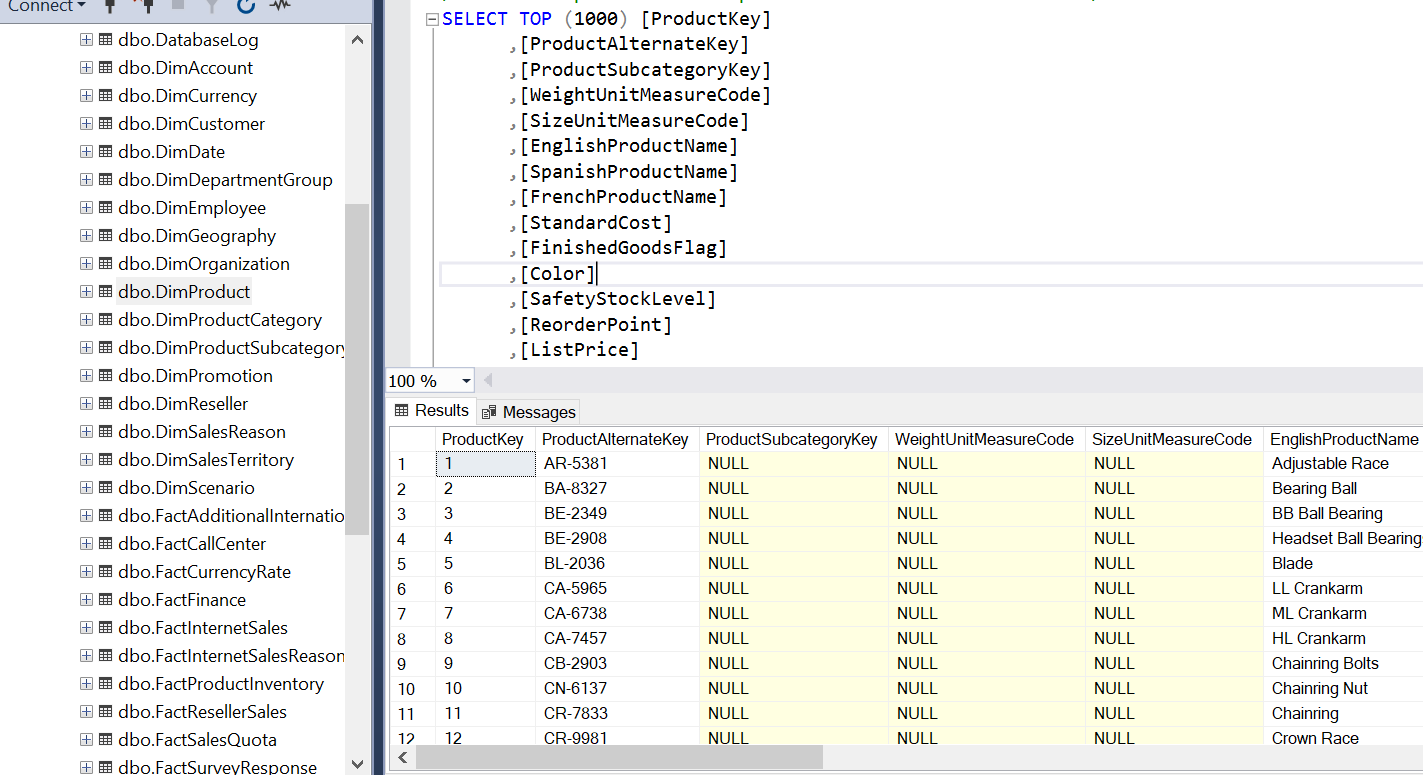 Connect
dbo.DatabaseLog
dbo.DimAccount
dbo.DimCurrency
dbo.DimCustomer
dbo.DimDate
dbo.DimDepartmentGroup
dbo.DimEmployee
dbo.DimGeography
dbo.DimOrganization
dbo.DimProduct
dbo.DimProductCategory
dbo.DimProductSubcategory
dbo.DimPromotion
dbo.DimReseller
dbo.DimSalesReason
dbo.DimSalesTerritory
dbo.DimScenario
dbo.FactAdditionalInternatio
dbo.FactCallCenter
dbo.FactCurrencyRate
dbo.FactFinance
dbo.FactInternetSales
dbo.FactInternetSalesReason
dbo.FactProductInventory
dbo.FactResellerSales
dbo.FactSalesQuota
dbo.FactSurveyResponse
SELECT TOP (1000) [ProductKey]
,[ProductAlternateKey]
,[ProductSubcategoryKey]
,[WeightUnitMeasureCode]
,[SizeUnitMeasureCode]
,[EnglishProductName]
,[SpanishProductName]
,[FrenchProductName]
,[StandardCost]
,[FinishedGoodsFlag]
,[Color]
,[SafetyStockLevel]
,[ReorderPoint]
,[ListPrice]
100 %
Results Messages
ProductKey ProductAlternateKey ProductSubcategoryKey WeightUnitMeasureCode SizeUnitMeasureCode EnglishProductName
1 1 AR-5381 NULL NULL NULL Adjustable Race
2 2 BA-8327 NULL NULL NULL Bearing Ball
3 3 BE-2349 NULL NULL NULL BB Ball Bearing
4 4 BE-2908 NULL NULL NULL Headset Ball Bearing
5 5 BL-2036 NULL NULL NULL Blade
6 6 CA-5965 NULL NULL NULL LL Crankarm
7 7 CA-6738 NULL NULL NULL ML Crankarm
8 8 CA-7457 NULL NULL NULL HL Crankarm
9 9 CB-2903 NULL NULL NULL Chainring Bolts
10 10 CN-6137 NULL NULL NULL Chainring Nut
11 11 CR-7833 NULL NULL NULL Chainring
12 12 CR-9981 NULL NULL NULL Crown Race